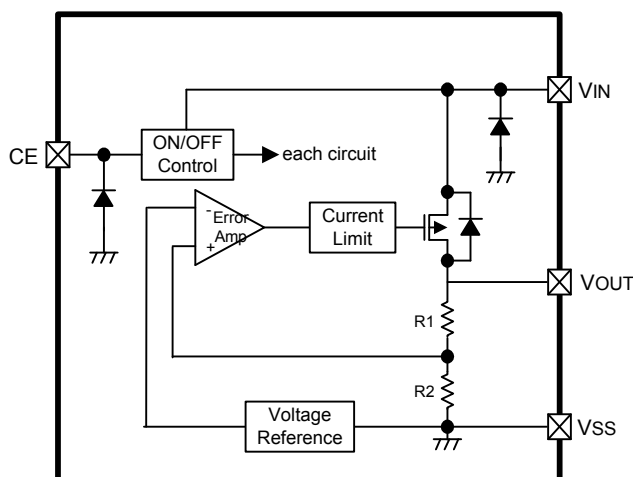 VIN
CE
ON/OFF
Control
each circuit
-
Error
Amp
+
Current
Limit
VOUT
R1
R2
Voltage
Reference
VSS